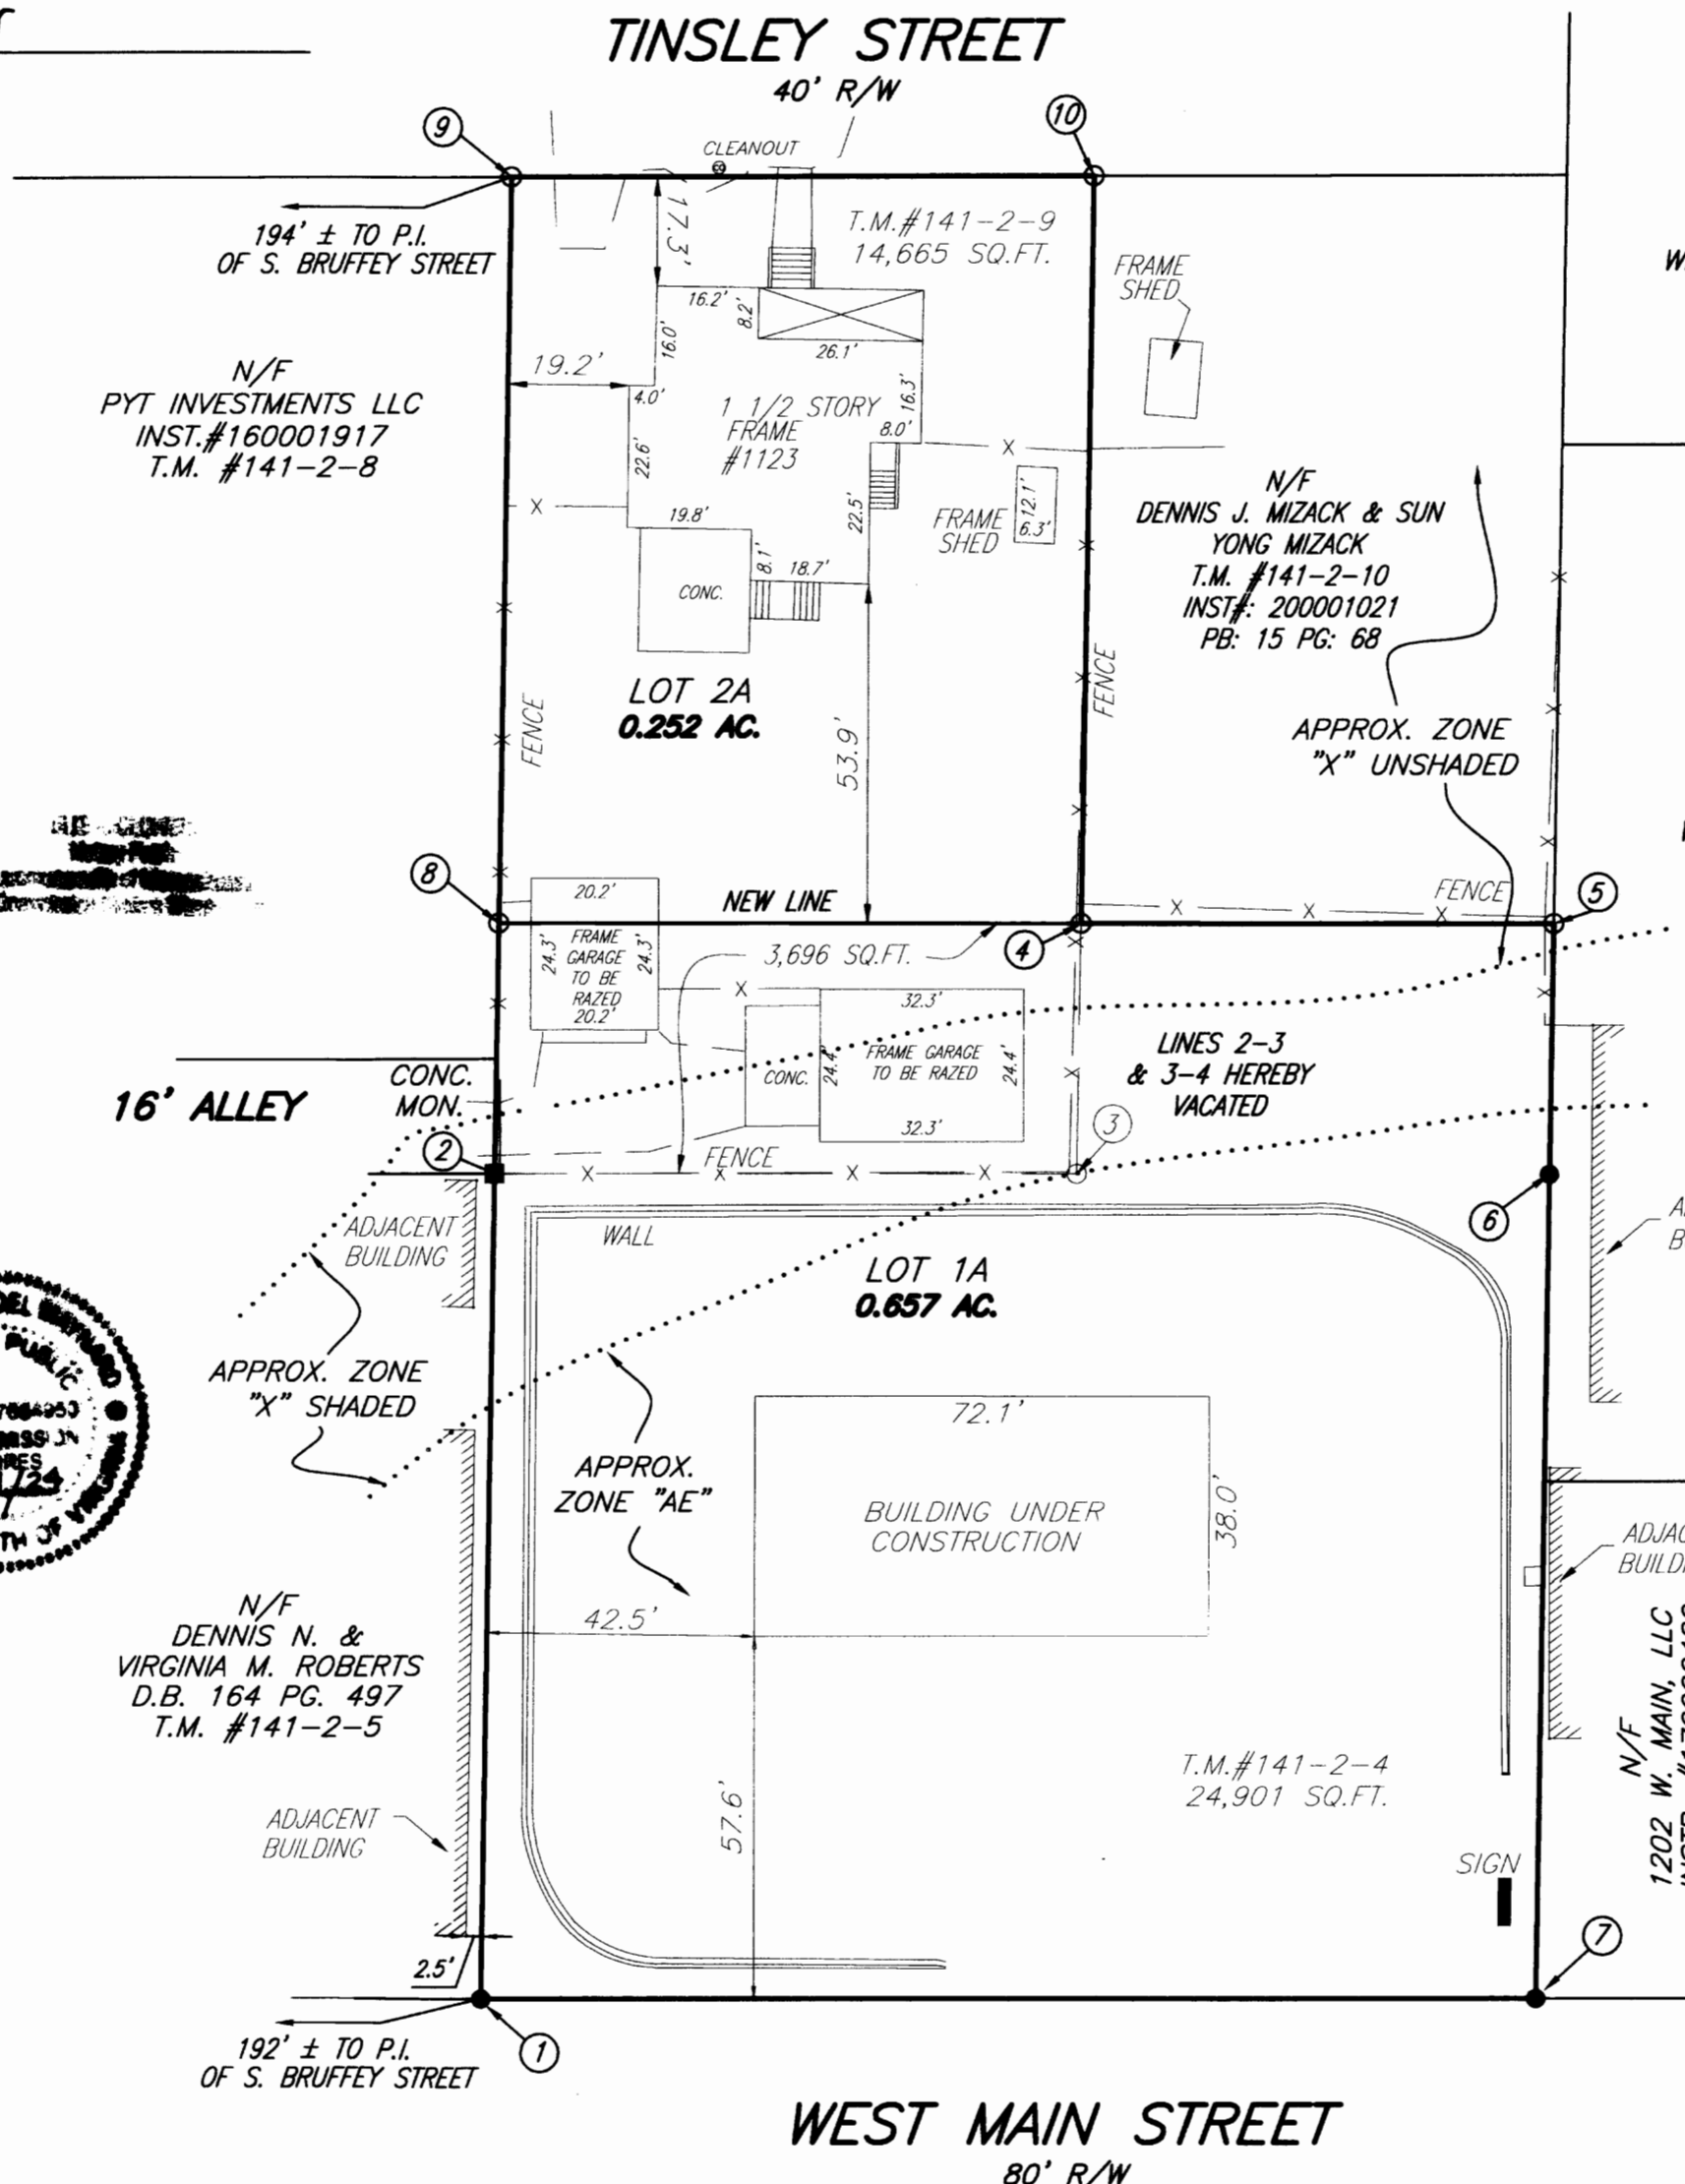 TINSLEY STREET
40' R/W
9
10
CLEANOUT
194' ± TO P.I.
OF S. BRUFFEY STREET
17.3'
T.M.#141-2-9
14,665 SQ.FT.
FRAME
SHED
16.2'
8.2'
16.0'
26.1'
19.2'
4.0'
16.3'
N/F
PYT INVESTMENTS LLC
INST.#160001917
T.M. #141-2-8
1 1/2 STORY
FRAME
#1123
8.0'
22.6'
X
X
19.8'
22.5'
FRAME
SHED
12.1'
6.3'
N/F
DENNIS J. MIZACK & SUN
YONG MIZACK
T.M. #141-2-10
INST#: 200001021
PB: 15 PG: 68
8.1'
18.7'
CONC.
FENCE
LOT 2A
0.252 AC.
FENCE
53.9'
APPROX. ZONE
"X" UNSHADED
8
20.2'
NEW LINE
FENCE
5
X X X
4
24.3'
FRAME
GARAGE
TO BE
RAZED
20.2'
24.3'
3,696 SQ.FT.
X
32.3'
CONC.
24.4'
FRAME GARAGE
TO BE RAZED
24.4'
32.3'
LINES 2-3
& 3-4 HEREBY
VACATED
16' ALLEY
CONC.
MON.
2
3
FENCE
X X X X
6
ADJACENT
BUILDING
WALL
LOT 1A
0.657 AC.
APPROX. ZONE
"X" SHADED
PUBLIC
72.1'
APPROX.
ZONE "AE"
BUILDING UNDER
CONSTRUCTION
38.0'
42.5'
N/F
DENNIS N. &
VIRGINIA M. ROBERTS
D.B. 164 PG. 497
T.M. #141-2-5
N/F
1202 W. MAIN, LLC
57.6'
T.M.#141-2-4
24,901 SQ.FT.
ADJACENT
BUILDING
SIGN
7
2.5'
1
192' ± TO P.I.
OF S. BRUFFEY STREET
WEST MAIN STREET
80' R/W